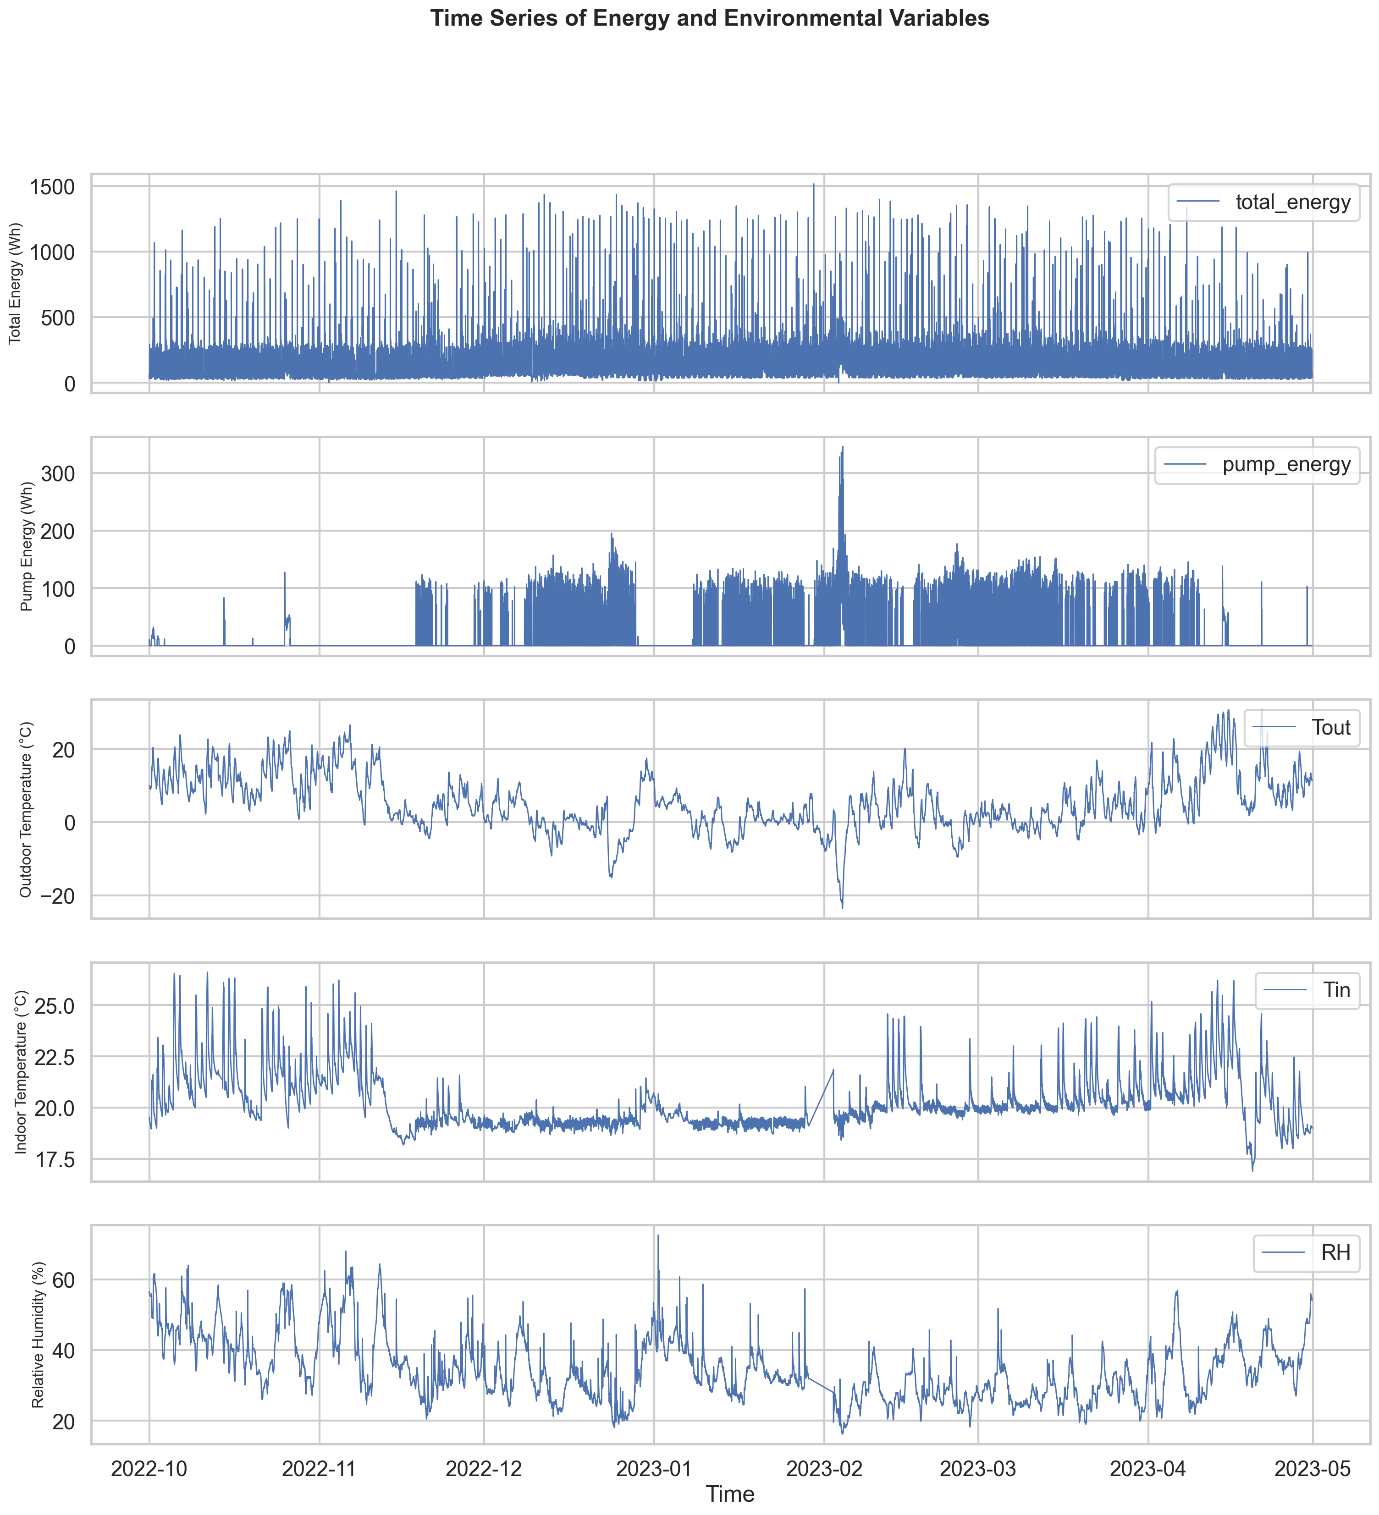 Time Series of Energy and Environmental Variables
Total Energy (Wh)
1500
1000
500
0
total_energy
Pump Energy (Wh)
300
200
100
0
pump_energy
Outdoor Temperature (°C)
20
0
−20
Tout
Indoor Temperature (°C)
25.0
22.5
20.0
17.5
Tin
Relative Humidity (%)
60
40
20
RH
2022-10 2022-11 2022-12 2023-01 2023-02 2023-03 2023-04 2023-05
Time